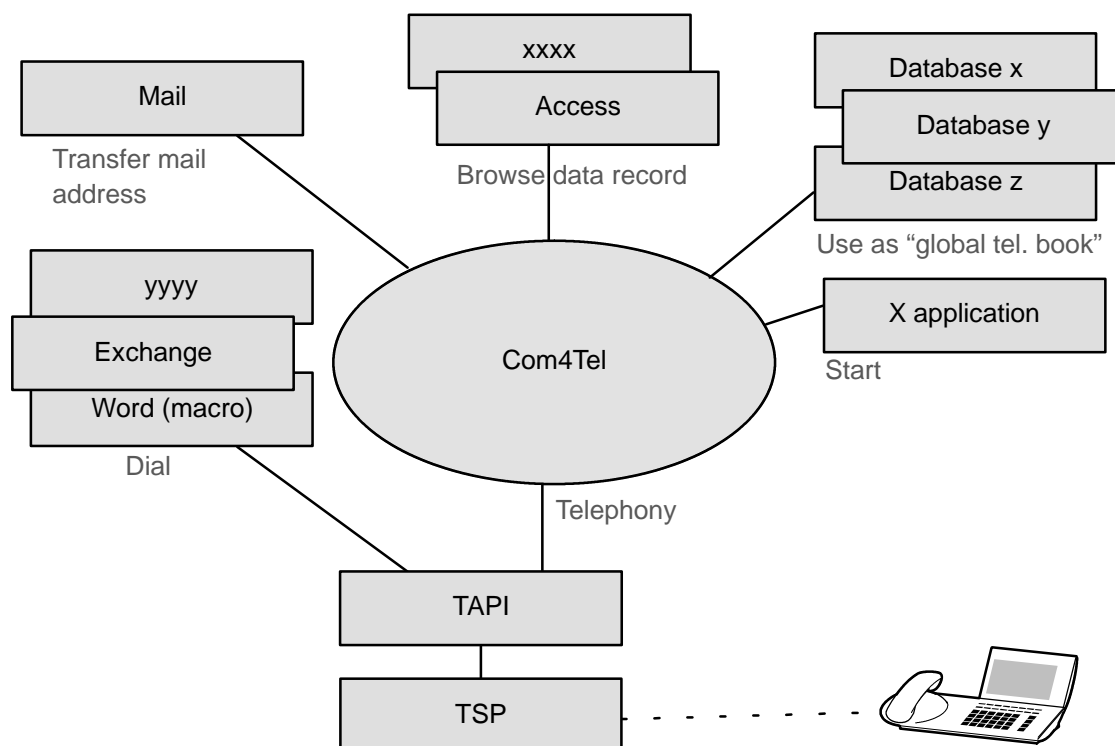 xxxx
Access
Browse data record
Mail
Transfer mail
address
Database x
Database y
Database z
Use as “global tel. book”
yyyy
Exchange
Word (macro)
Dial
X application
Start
Com4Tel
Telephony
TAPI
TSP